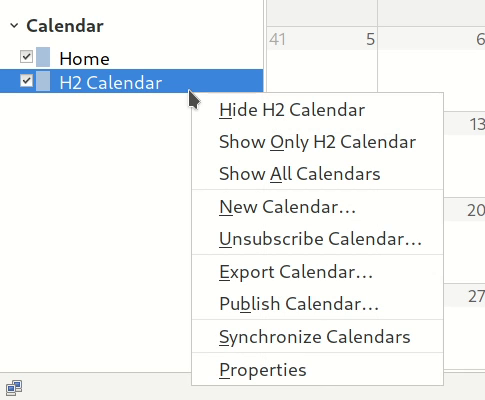 Calendar
Home
H2 Calendar
41 5 6
Hide H2 Calendar
Show Only H2 Calendar
Show All Calendars
13
New Calendar...
20
Unsubscribe Calendar...
Export Calendar...
27
Publish Calendar...
Synchronize Calendars
Properties